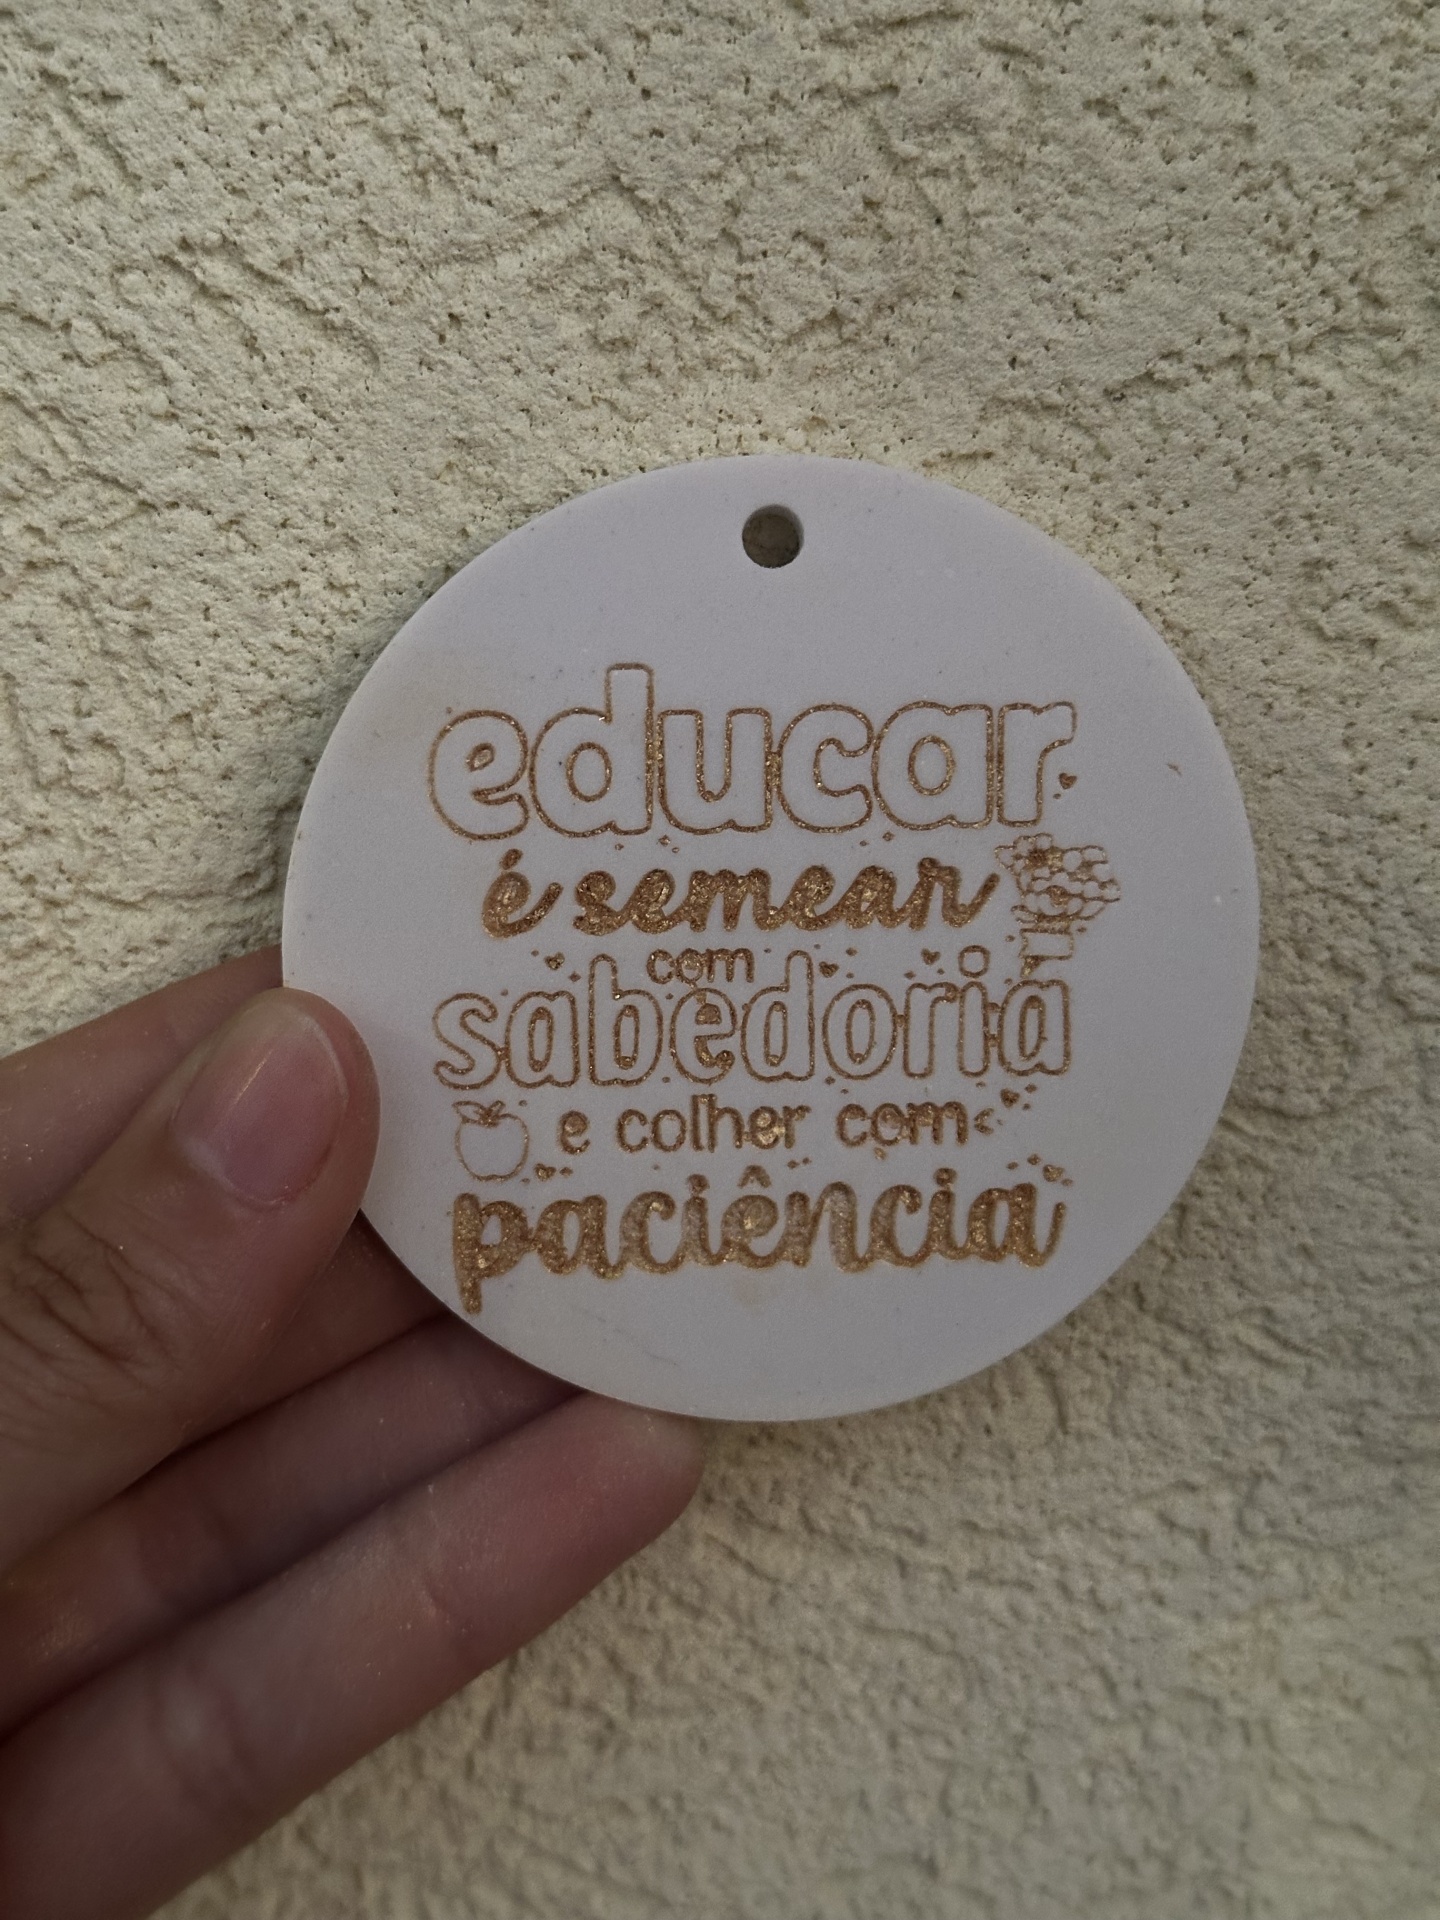 educar
é semear
com
sabedoria
e colher com
paciência